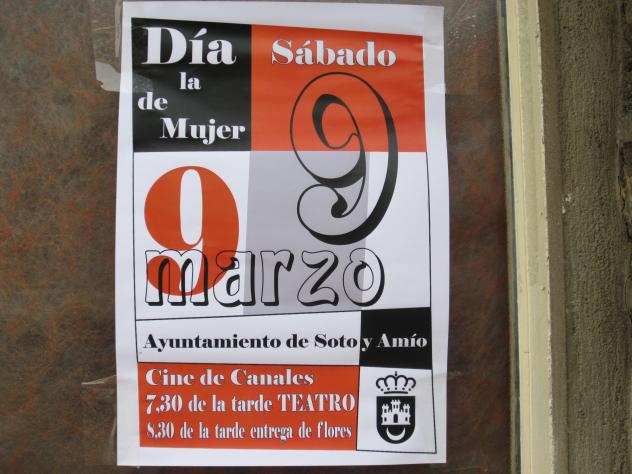 Día
la
de
Mujer
Sábado
9
9
marzo
Ayuntamiento de Soto y Amío
Cine de Canales
7,30 de la tarde TEATRO
8,30 de la tarde entrega de flores